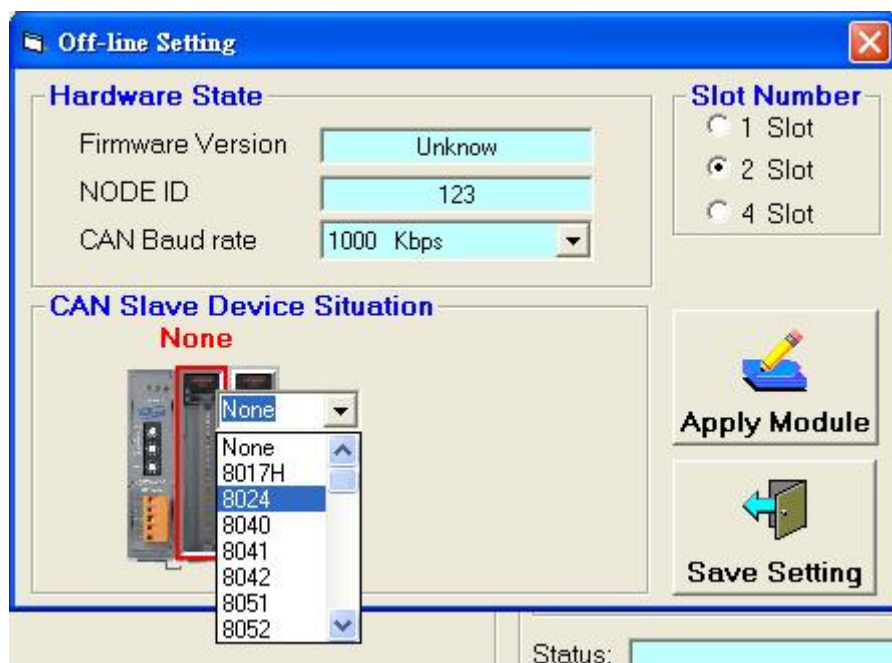 Off-line Setting
Hardware State
Firmware Version
Unknow
NODE ID
123
CAN Baud rate
1000 Kbps
Slot Number
1 Slot
2 Slot
4 Slot
CAN Slave Device Situation
None
None
None
8017H
8024
8040
8041
8042
8051
8052
Apply Module
Save Setting
Status: